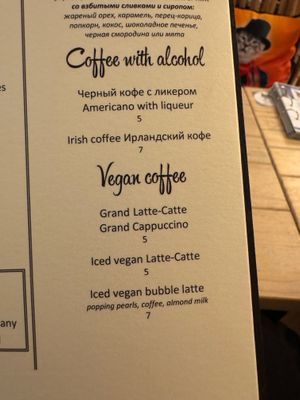 со взбитыми сливками и сиропом:
жареный орех, карамель, перец-корица,
попкорн, кокос, шоколадное печенье,
черная смородина или мята
Coffee with alcohol
Черный кофе с ликером
Americano with liqueur
5
Irish coffee Ирландский кофе
7
Vegan coffee
Grand Latte-Catte
Grand Cappuccino
5
Iced vegan Latte-Catte
5
Iced vegan bubble latte
popping pearls, coffee, almond milk
7